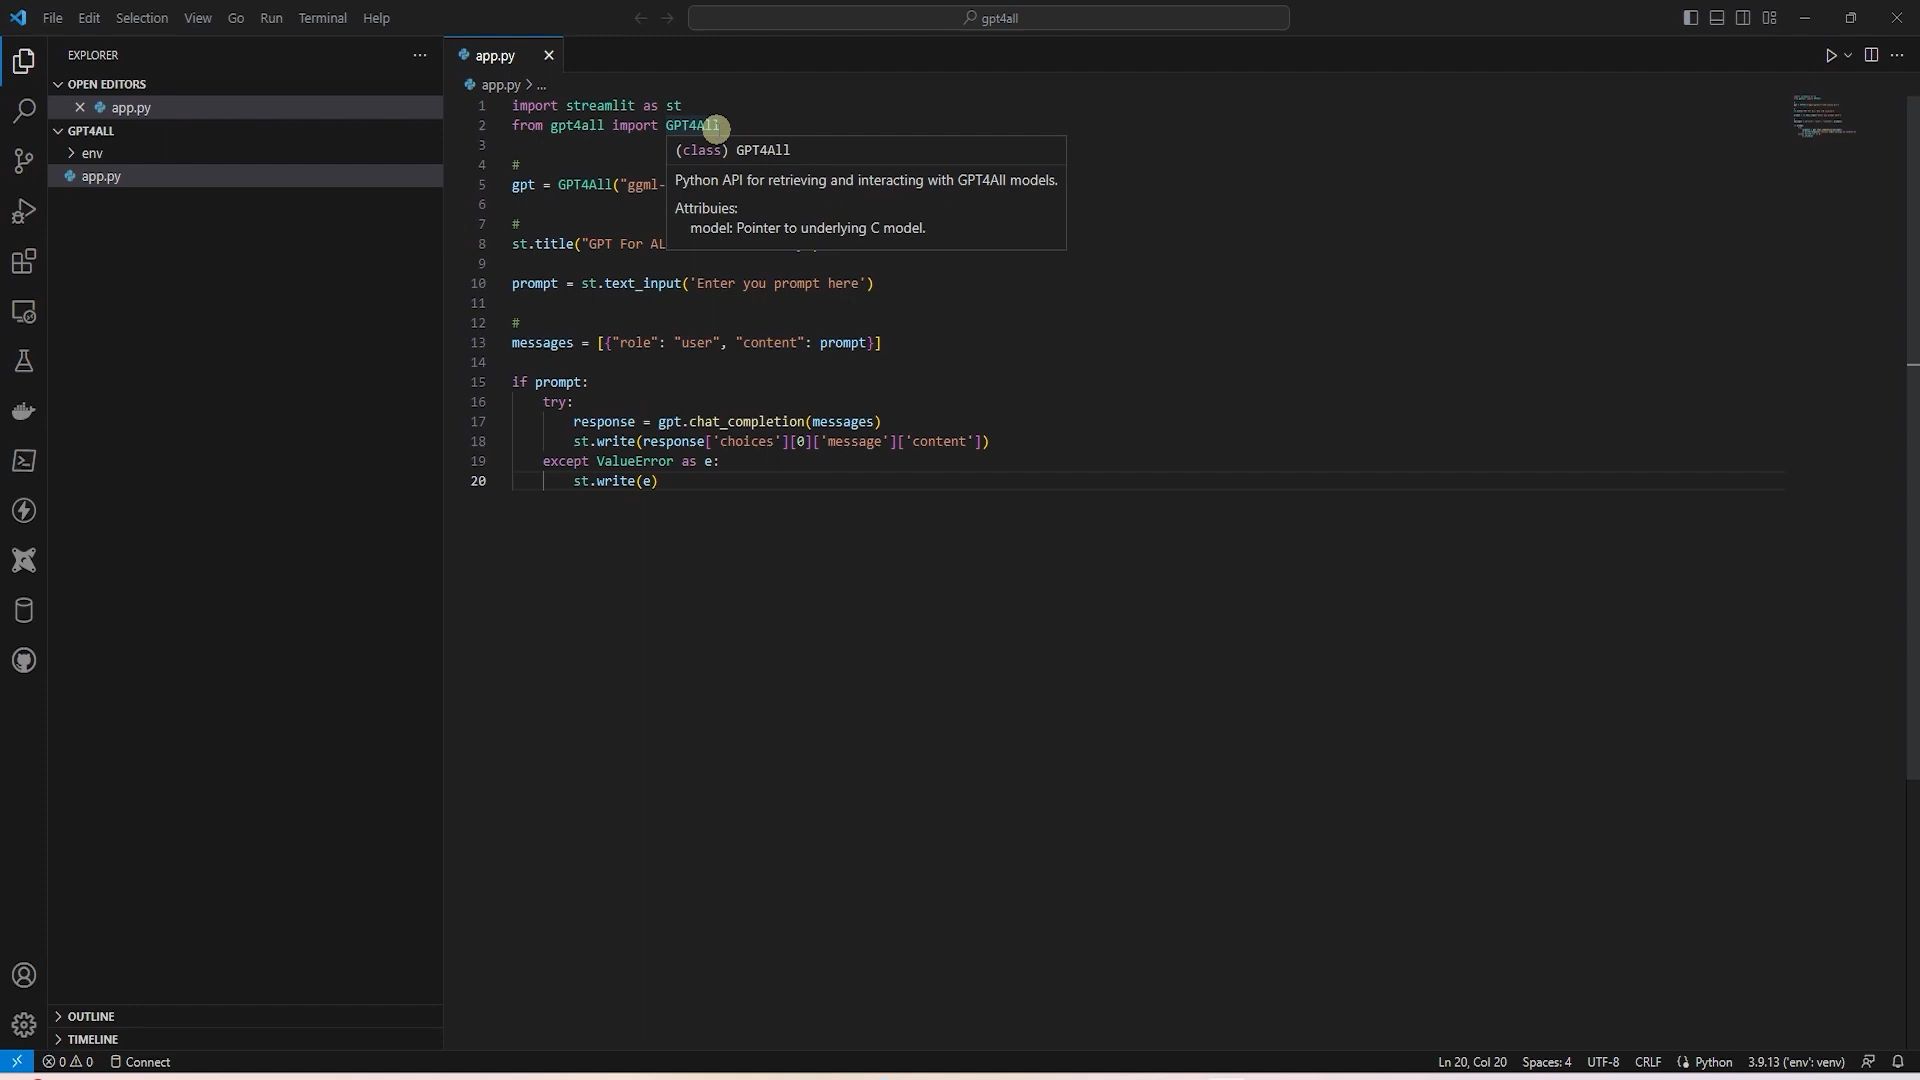 File Edit Selection View Go Run Terminal Help
gpt4all
EXPLORER
OPEN EDITORS
app.py
GPT4ALL
env
app.py
OUTLINE
TIMELINE
app.py
app.py > ...
1 import streamlit as st
2 from gpt4all import GPT4All
3
(class) GPT4All
4 #
5 gpt = GPT4All("ggml-
Python API for retrieving and interacting with GPT4All models.
6
Attribuies:
7 #
model: Pointer to underlying C model.
8 st.title("GPT For AL
9
10 prompt = st.text_input('Enter you prompt here')
11
12 #
13 messages = [{"role": "user", "content": prompt}]
14
15 if prompt:
16 try:
17 response = gpt.chat_completion(messages)
18 st.write(response['choices'][0]['message']['content'])
19 except ValueError as e:
20 st.write(e)
0 0 Connect
Ln 20, Col 20 Spaces: 4 UTF-8 CRLF Python 3.9.13 ('env': venv)